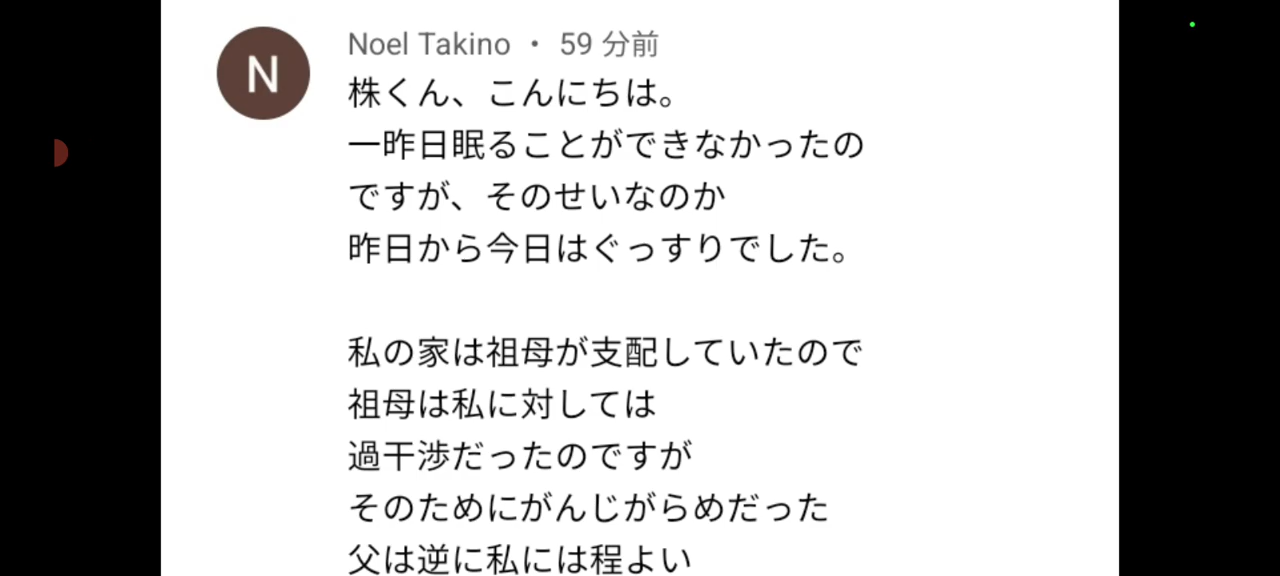 N
Noel Takino ・ 59 分前
株くん、こんにちは。
一昨日眠ることができなかったの
ですが、そのせいなのか
昨日から今日はぐっすりでした。
私の家は祖母が支配していたので
祖母は私に対しては
過干渉だったのですが
そのためにがんじがらめだった
父は逆に私には程よい